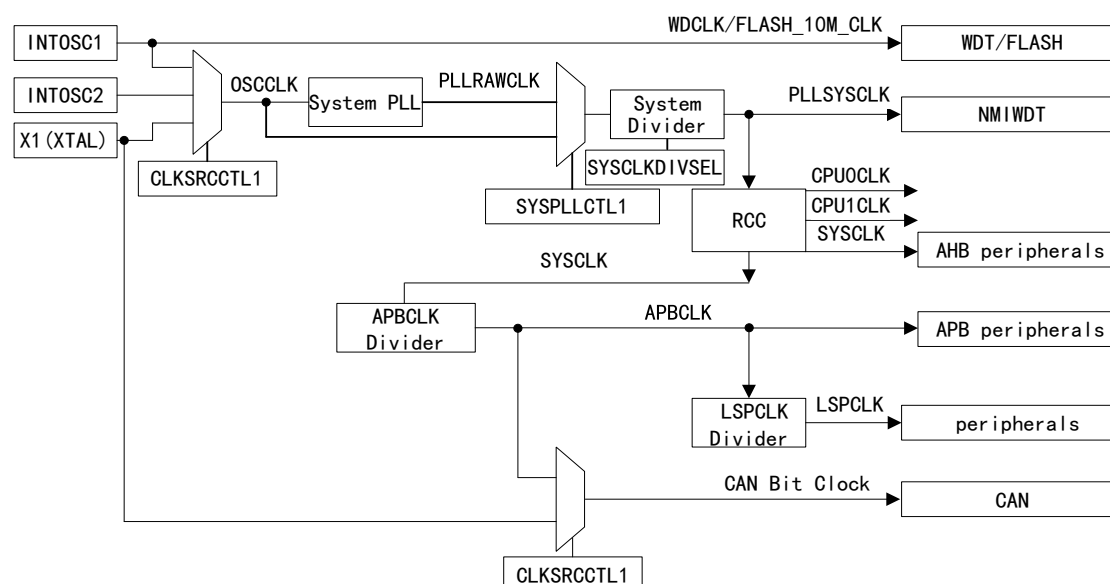 WDCLK/FLASH_10M_CLK
INTOSC1
WDT/FLASH
OSCCLK
PLLRAWCLK
INTOSC2
System PLL
System
Divider
PLLSYSCLK
NMIWDT
X1(XTAL)
CLKSRCCTL1
SYSCLKDIVSEL
SYSPLLCTL1
CPU0CLK
RCC
CPU1CLK
SYSCLK
AHB peripherals
SYSCLK
APBCLK
Divider
APBCLK
APB peripherals
LSPCLK
Divider
LSPCLK
peripherals
CAN Bit Clock
CAN
CLKSRCCTL1